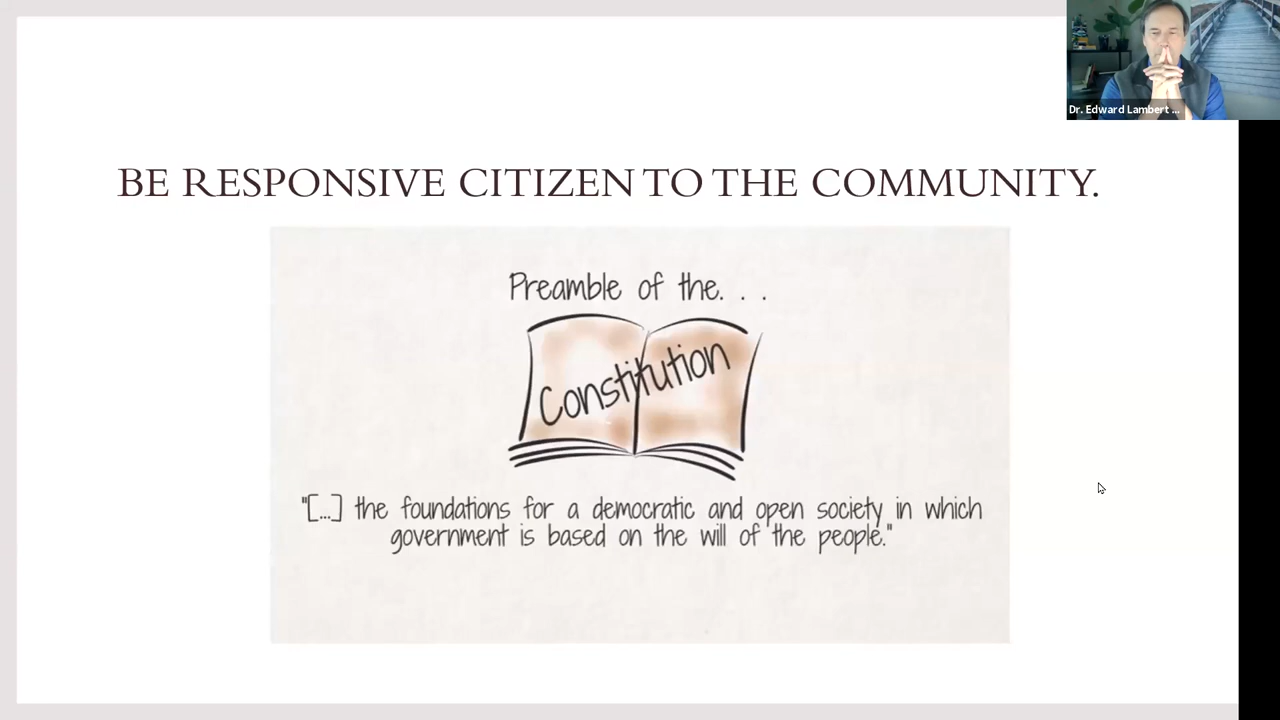 Dr. Edward Lambert ...
BE RESPONSIVE CITIZEN TO THE COMMUNITY.
Preamble of the. . .
Constitution
"[...] the foundations for a democratic and open society in which
government is based on the will of the people."